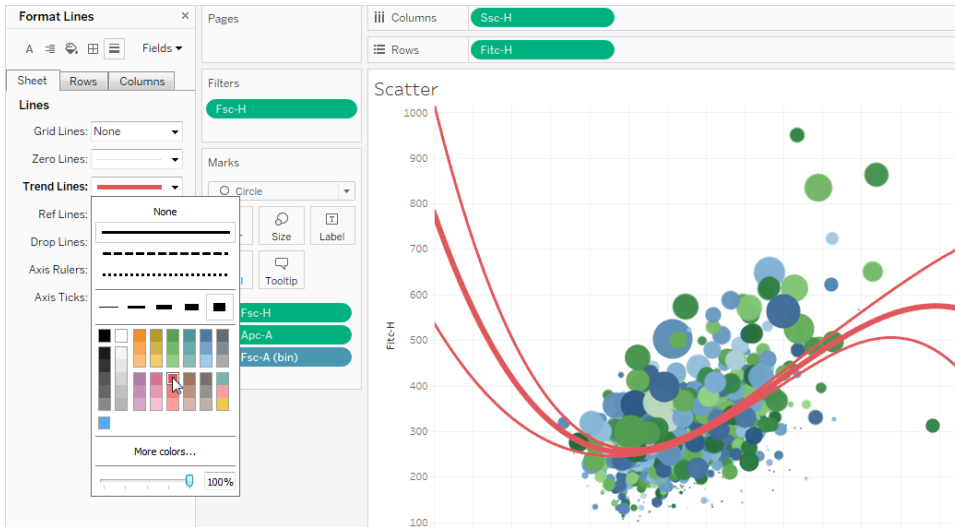 Format Lines
×
A
Fields
Sheet
Rows
Columns
Lines
Grid Lines: None
Zero Lines:
Trend Lines:
Ref Lines:
Drop Lines:
Axis Rulers:
Axis Ticks:
None
More colors...
100%
Pages
Filters
Fsc-H
Marks
Circle
Size
T
Label
Tooltip
Fsc-H
Apc-A
Fsc-A (bin)
iii Columns
Ssc-H
Rows
Fitc-H
Scatter
Fitc-H
1000
900
800
700
600
500
400
300
200
100